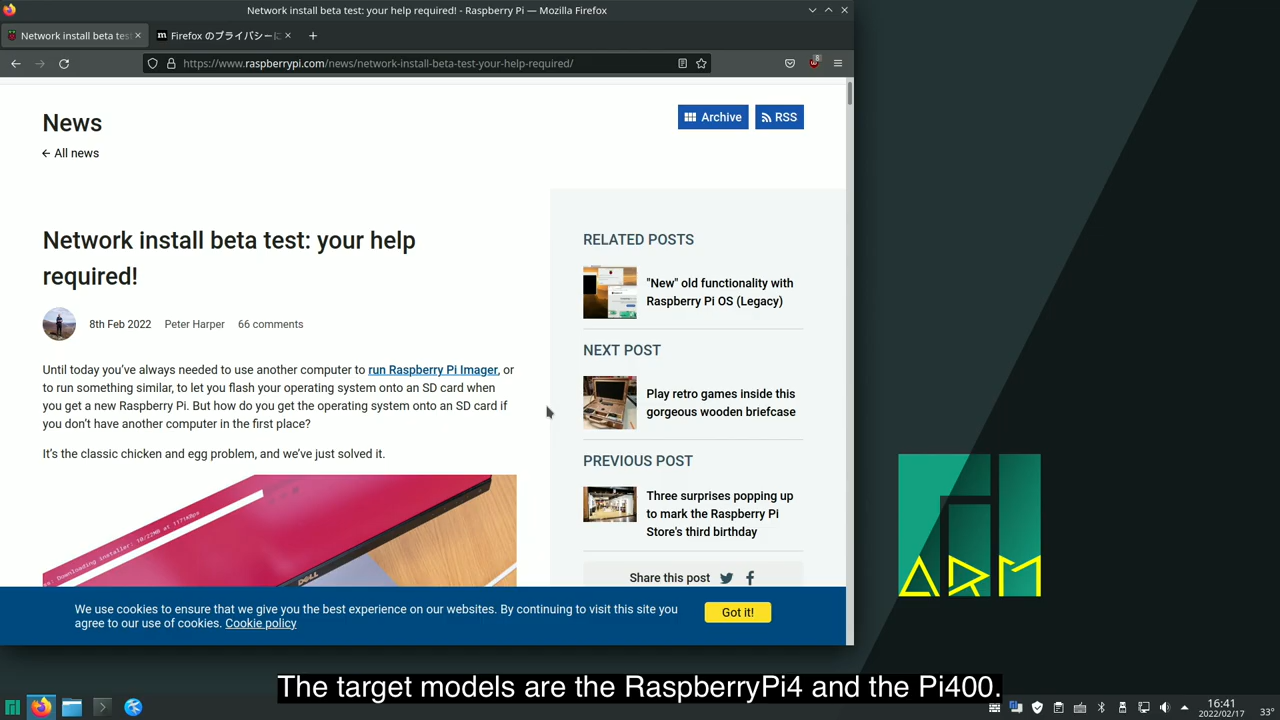 Network install beta test: your help required! - Raspberry Pi — Mozilla Firefox
Network install beta test
Firefox のプライバシーに
https://www.raspberrypi.com/news/network-install-beta-test-your-help-required/
8
News
Archive
RSS
← All news
Network install beta test: your help
required!
8th Feb 2022 Peter Harper 66 comments
Until today you’ve always needed to use another computer to run Raspberry Pi Imager, or
to run something similar, to let you flash your operating system onto an SD card when
you get a new Raspberry Pi. But how do you get the operating system onto an SD card if
you don’t have another computer in the first place?
It’s the classic chicken and egg problem, and we’ve just solved it.
es: Downloading installer: 10/22MB at 1173KBps
DELL
RELATED POSTS
"New" old functionality with
Raspberry Pi OS (Legacy)
NEXT POST
Play retro games inside this
gorgeous wooden briefcase
PREVIOUS POST
Three surprises popping up
to mark the Raspberry Pi
Store's third birthday
Share this post
We use cookies to ensure that we give you the best experience on our websites. By continuing to visit this site you
agree to our use of cookies. Cookie policy
Got it!
ARM
The target models are the RaspberryPi4 and the Pi400.
16:41
2022/02/17
33°